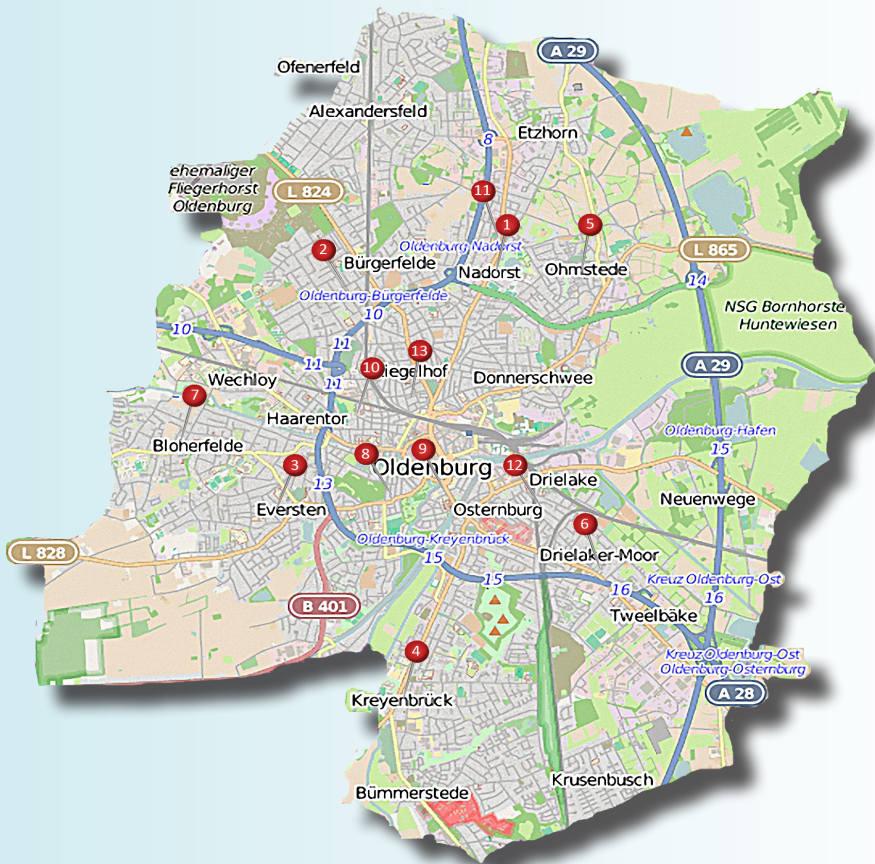 A 29
Ofenerfeld
Alexandersfeld
Etzhorn
8
ehemaliger
Fliegerhorst
Oldenburg
L 824
11
1
5
Oldenburg-Nadorst
L 865
2
Bürgerfelde
Nadorst
Ohmstede
14
Oldenburg-Bürgerfelde
10
NSG Bornhorste
Huntewiesen
10
11
13
11
A 29
10
iegelhof
Wechloy
11
Donnerschwee
7
Haarentor
Oldenburg-Hafen
Bloherfelde
15
8
9
3
Oldenburg
12
Drielake
13
Neuenwege
Eversten
Osternburg
6
Oldenburg-Kreyenbrück
L 828
15
Drielaker-Moor
15
16
Kreuz Oldenburg-Ost
16
B 401
Tweelbäke
4
Kreuz Oldenburg-Ost
Oldenburg-Osternburg
A 28
Kreyenbrück
Krusenbusch
Bümmerstede